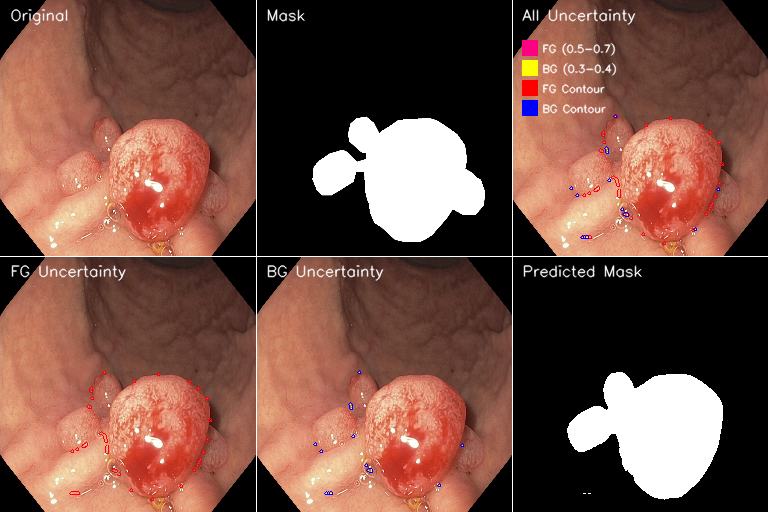 Original
Mask
All Uncertainty
FG (0.5-0.7)
BG (0.3-0.4)
FG Contour
BG Contour
FG Uncertainty
BG Uncertainty
Predicted Mask